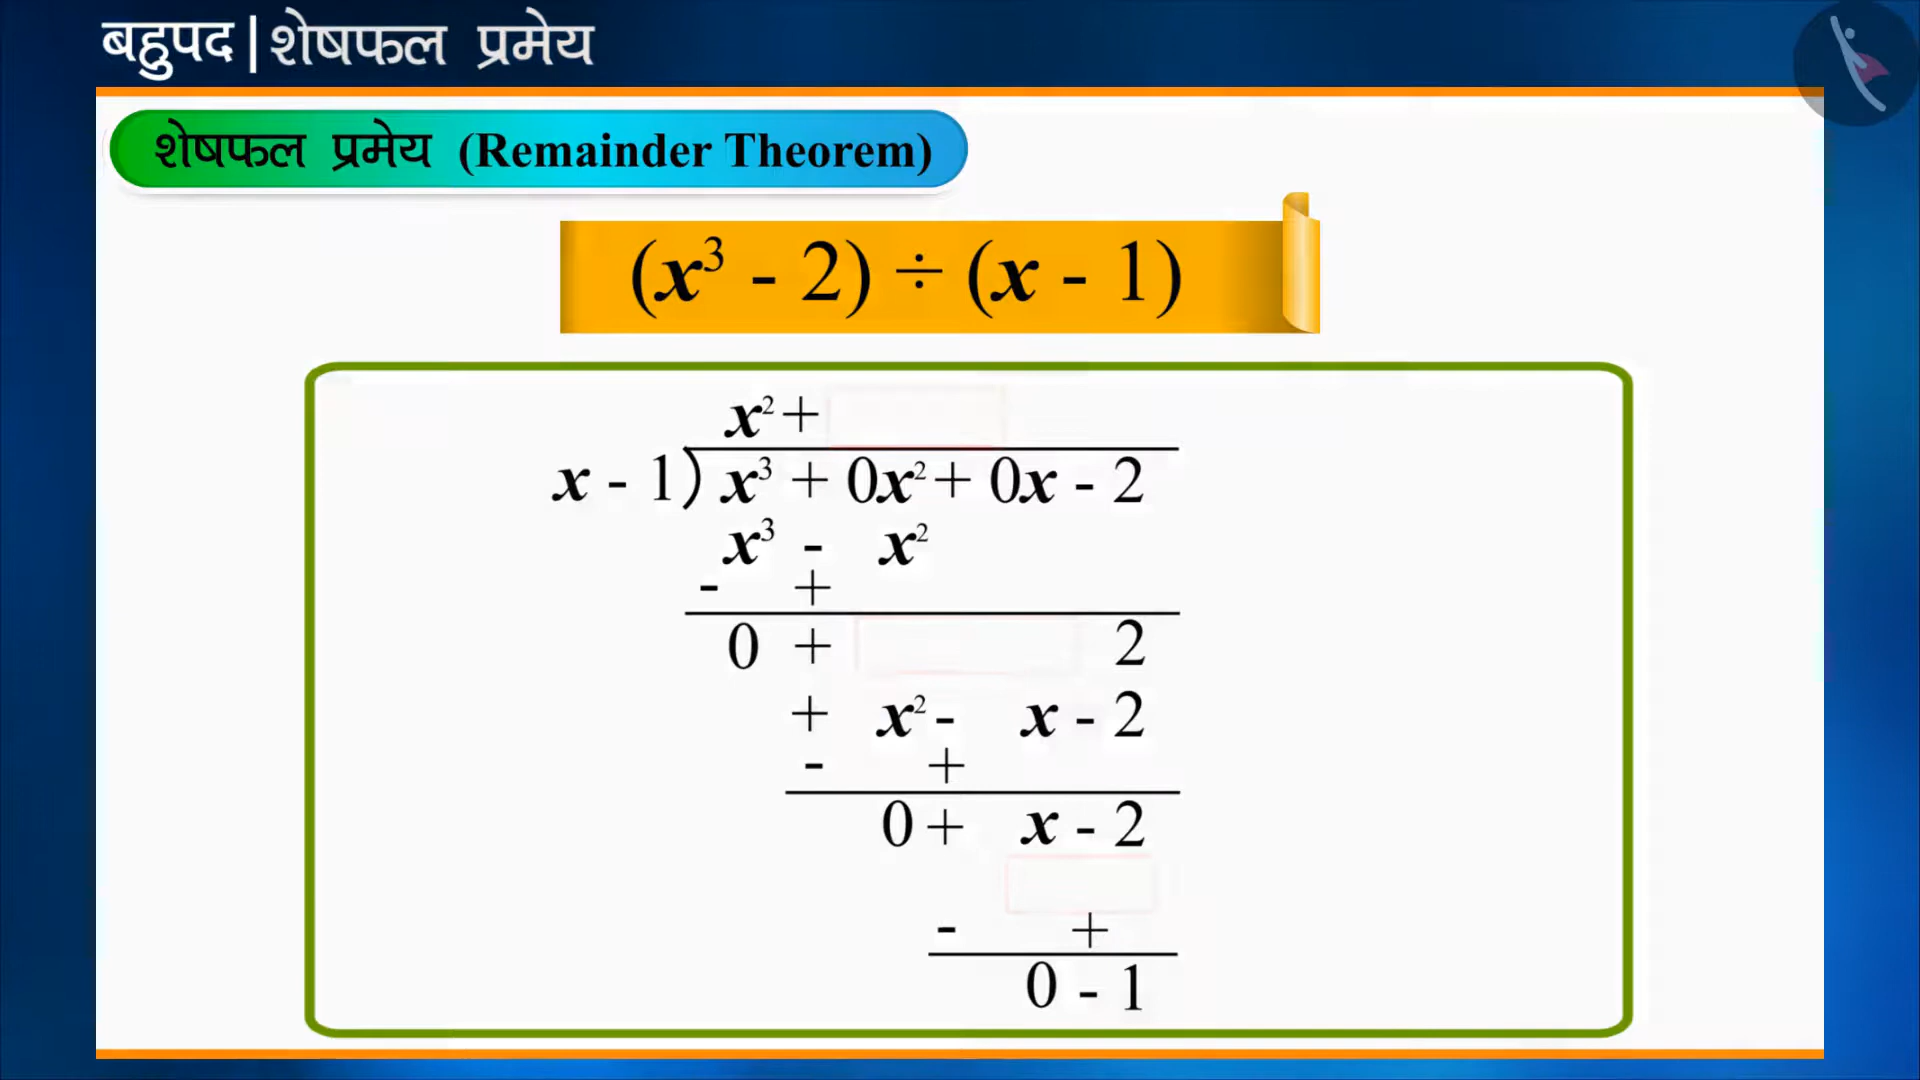 बहुपद|शेषफल प्रमेय
शेषफल प्रमेय (Remainder Theorem)
(x³ - 2) ÷ (x - 1)
x² +
x - 1) x³ + 0x² + 0x - 2
x³ - x²
- +
0 + 2
+ x² - x - 2
- +
0 + x - 2
- +
0 - 1